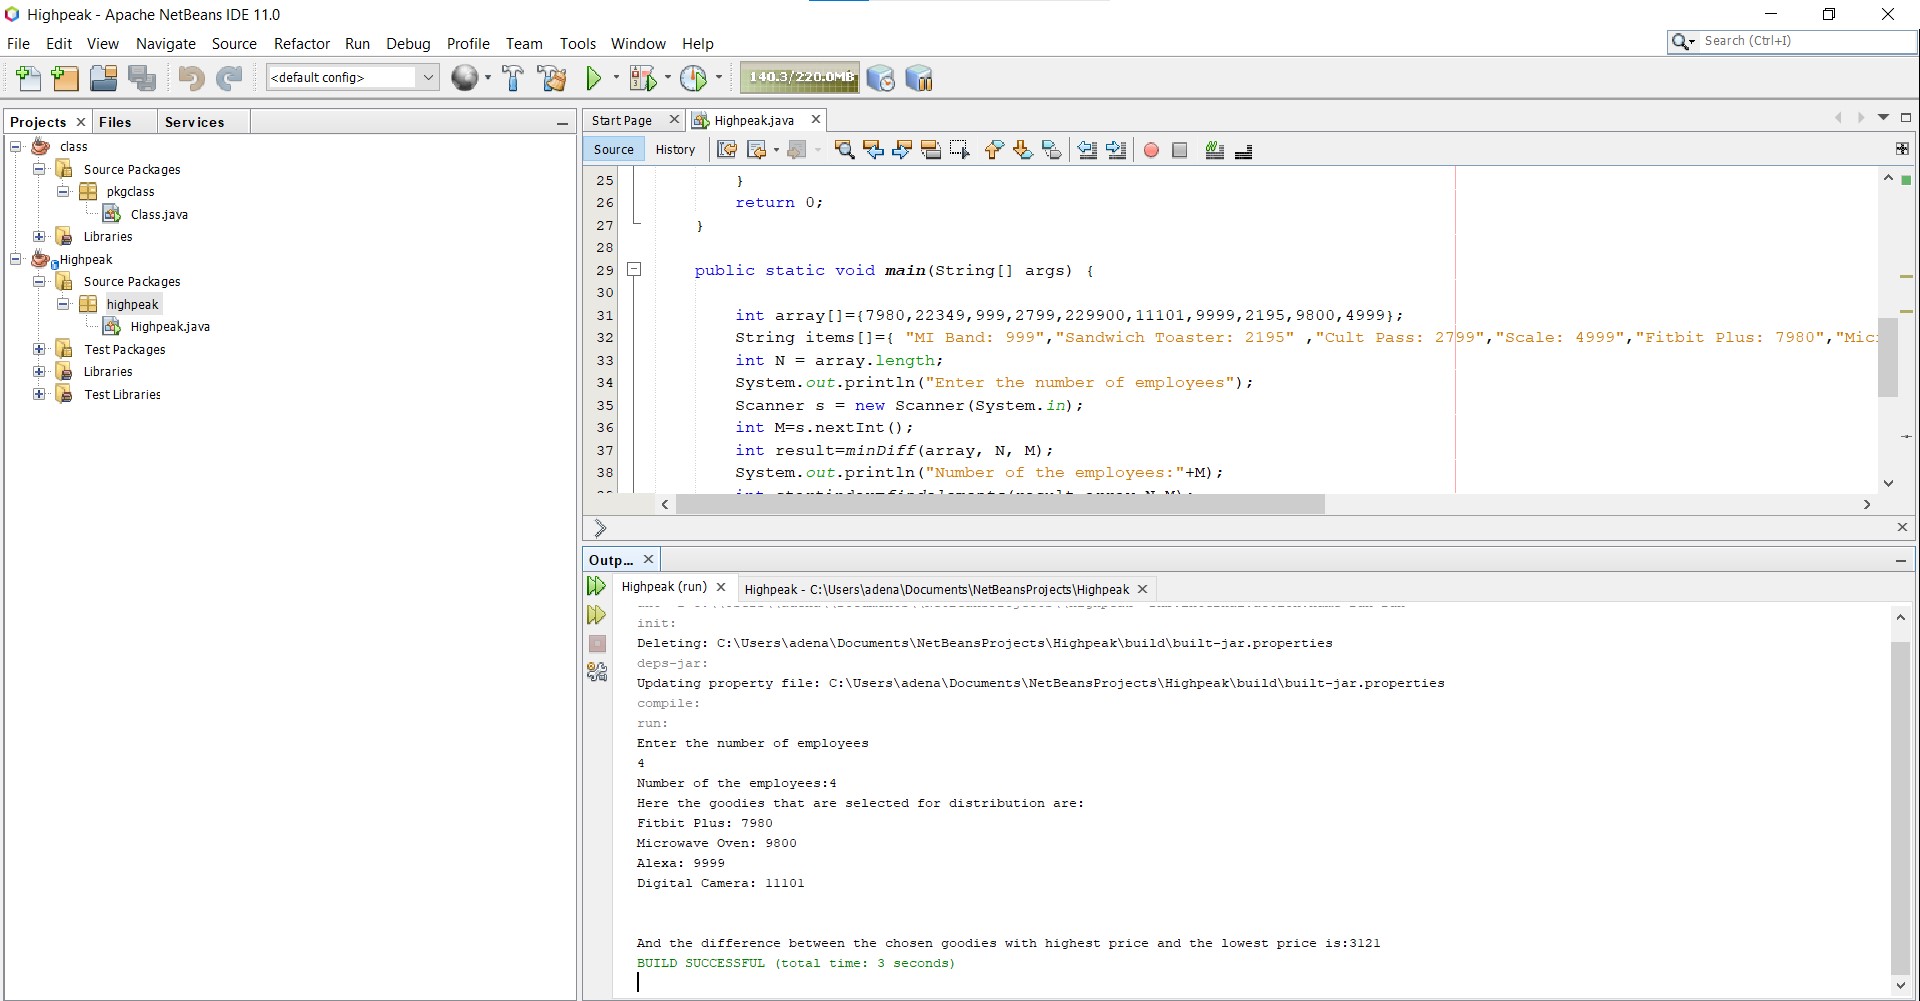 Highpeak - Apache NetBeans IDE 11.0
File Edit View Navigate Source Refactor Run Debug Profile Team Tools Window Help
Search (Ctrl+I)
<default config>
140.3/220.0MB
Projects Files Services
class
Source Packages
pkgclass
Class.java
Libraries
Highpeak
Source Packages
highpeak
Highpeak.java
Test Packages
Libraries
Test Libraries
Start Page Highpeak.java
Source History
25 }
26 return 0;
27 }
28
29 public static void main(String[] args) {
30
31 int array[]={7980,22349,999,2799,229900,11101,9999,2195,9800,4999};
32 String items[]={ "MI Band: 999","Sandwich Toaster: 2195" ,"Cult Pass: 2799","Scale: 4999","Fitbit Plus: 7980","Mic
33 int N = array.length;
34 System.out.println("Enter the number of employees");
35 Scanner s = new Scanner(System.in);
36 int M=s.nextInt();
37 int result=minDiff(array, N, M);
38 System.out.println("Number of the employees:"+M);
Outp...
Highpeak (run) Highpeak - C:\Users\adena\Documents\NetBeansProjects\Highpeak
init:
Deleting: C:\Users\adena\Documents\NetBeansProjects\Highpeak\build\built-jar.properties
deps-jar:
Updating property file: C:\Users\adena\Documents\NetBeansProjects\Highpeak\build\built-jar.properties
compile:
run:
Enter the number of employees
4
Number of the employees:4
Here the goodies that are selected for distribution are:
Fitbit Plus: 7980
Microwave Oven: 9800
Alexa: 9999
Digital Camera: 11101
And the difference between the chosen goodies with highest price and the lowest price is:3121
BUILD SUCCESSFUL (total time: 3 seconds)